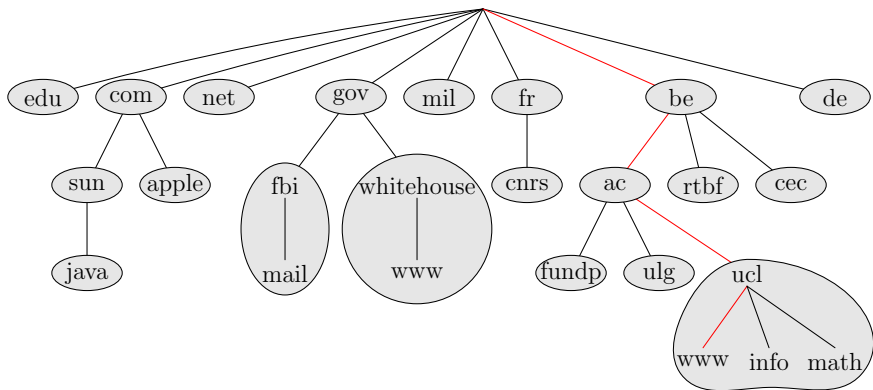 edu com net gov mil fr be de
sun apple fbi whitehouse cnrs ac rtbf cec
java mail www fundp ulg ucl
www info math